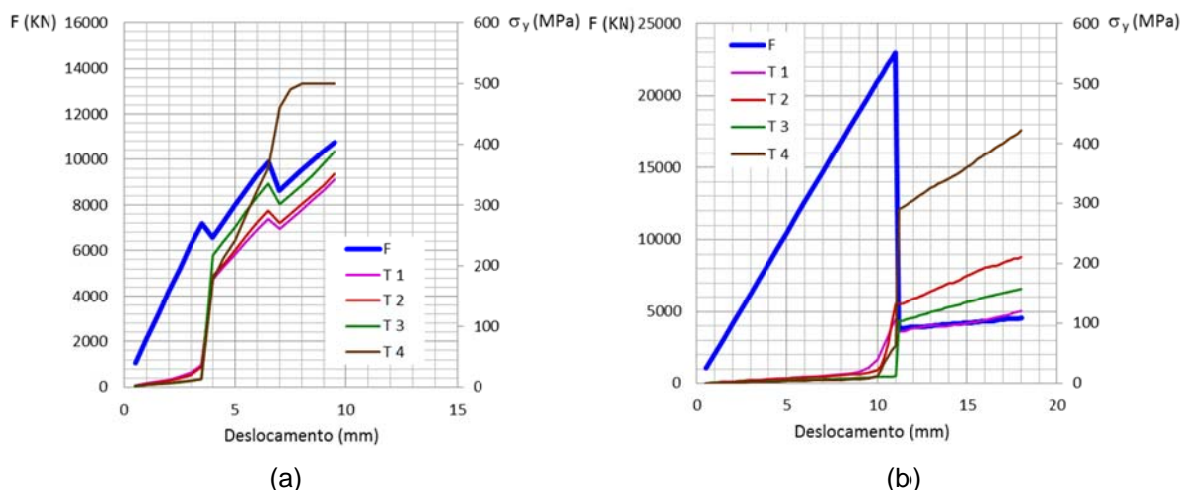 F (KN)
600 σy (MPa)
16000
14000
12000
10000
8000
6000
4000
2000
0
500
400
300
200
100
0
F
T 1
T 2
T 3
T 4
0 5 10 15
Deslocamento (mm)
(a)
F (KN)
25000
20000
15000
10000
5000
0
600 σy (MPa)
500
400
300
200
100
0
F
T 1
T 2
T 3
T 4
0 5 10 15 20
Deslocamento (mm)
(b)